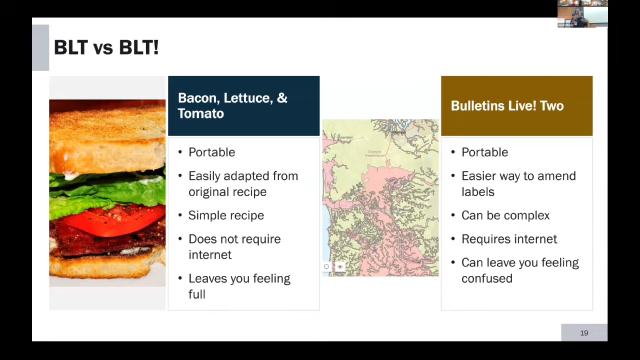 BLT vs BLT!
Bacon, Lettuce, &
Tomato
• Portable
• Easily adapted from
original recipe
• Simple recipe
• Does not require
internet
• Leaves you feeling
full
Bulletins Live! Two
• Portable
• Easier way to amend
labels
• Can be complex
• Requires internet
• Can leave you feeling
confused
19